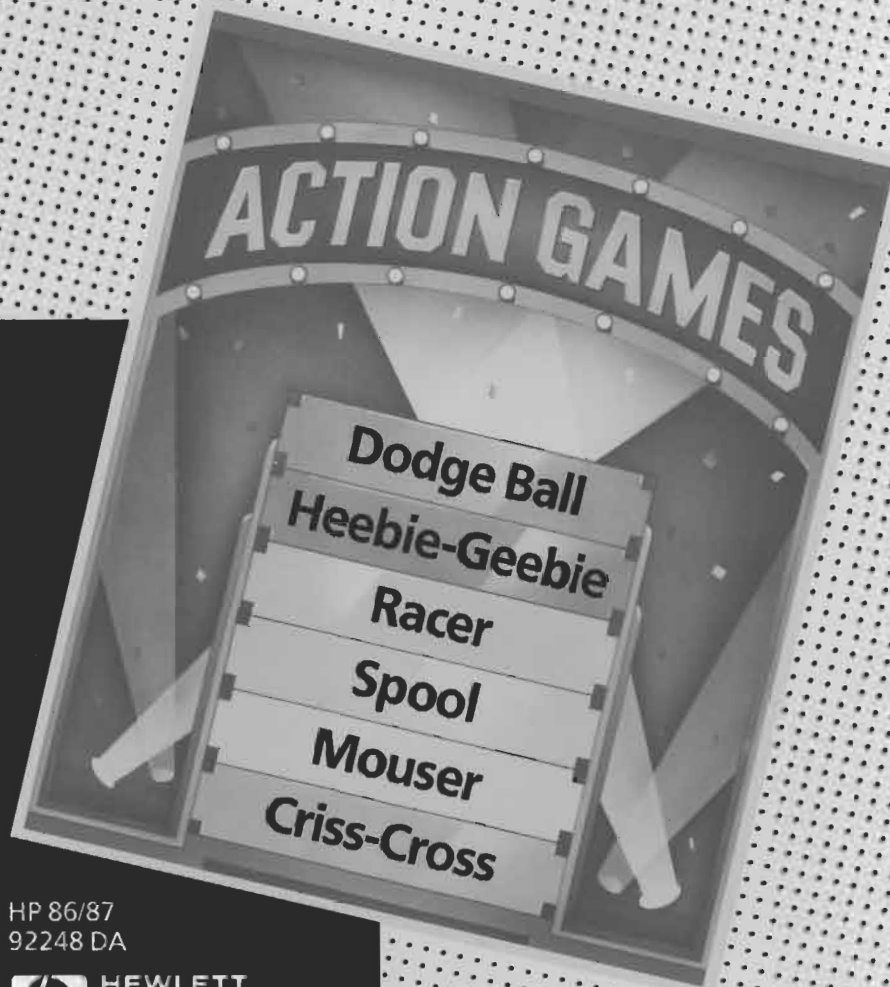 ACTION GAMES
Dodge Ball
Heebie-Geebie
Racer
Spool
Mouser
Criss-Cross
HP 86/87
92248 DA
HEWLETT